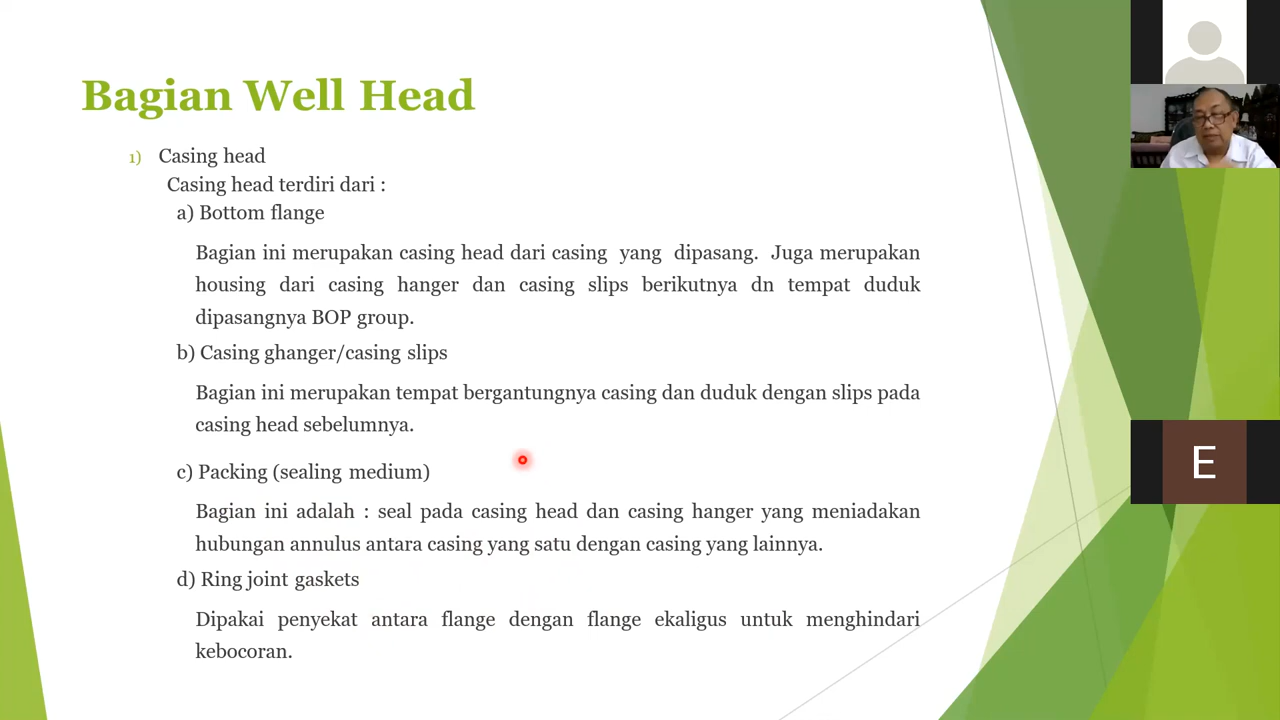 Bagian Well Head
1) Casing head
Casing head terdiri dari :
a) Bottom flange
Bagian ini merupakan casing head dari casing yang dipasang. Juga merupakan
housing dari casing hanger dan casing slips berikutnya dn tempat duduk
dipasangnya BOP group.
b) Casing ghanger/casing slips
Bagian ini merupakan tempat bergantungnya casing dan duduk dengan slips pada
casing head sebelumnya.
c) Packing (sealing medium)
Bagian ini adalah : seal pada casing head dan casing hanger yang meniadakan
hubungan annulus antara casing yang satu dengan casing yang lainnya.
d) Ring joint gaskets
Dipakai penyekat antara flange dengan flange ekaligus untuk menghindari
kebocoran.
E